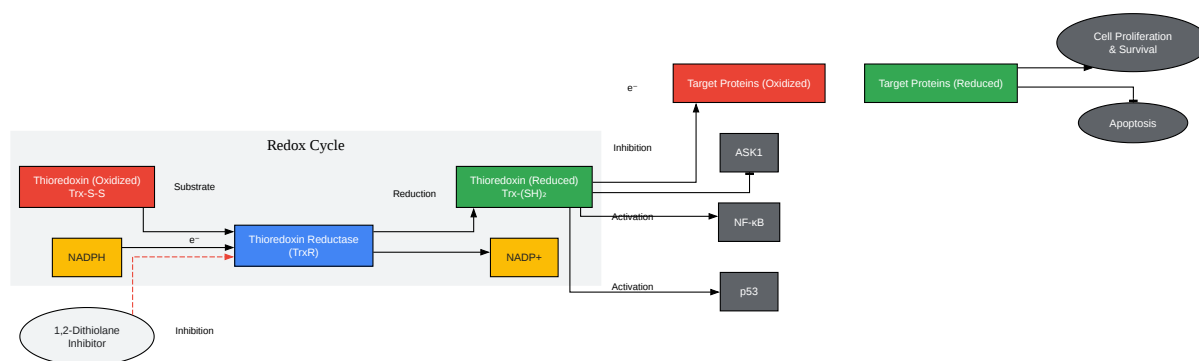 Cell Proliferation
& Survival
Target Proteins (Oxidized)
Target Proteins (Reduced)
e⁻
Apoptosis
Redox Cycle
Inhibition
ASK1
Thioredoxin (Oxidized)
Trx-S-S
Substrate
Reduction
Thioredoxin (Reduced)
Trx-(SH)₂
Activation
NF-κB
e⁻
Thioredoxin Reductase
(TrxR)
NADPH
NADP+
Activation
p53
1,2-Dithiolane
Inhibitor
Inhibition